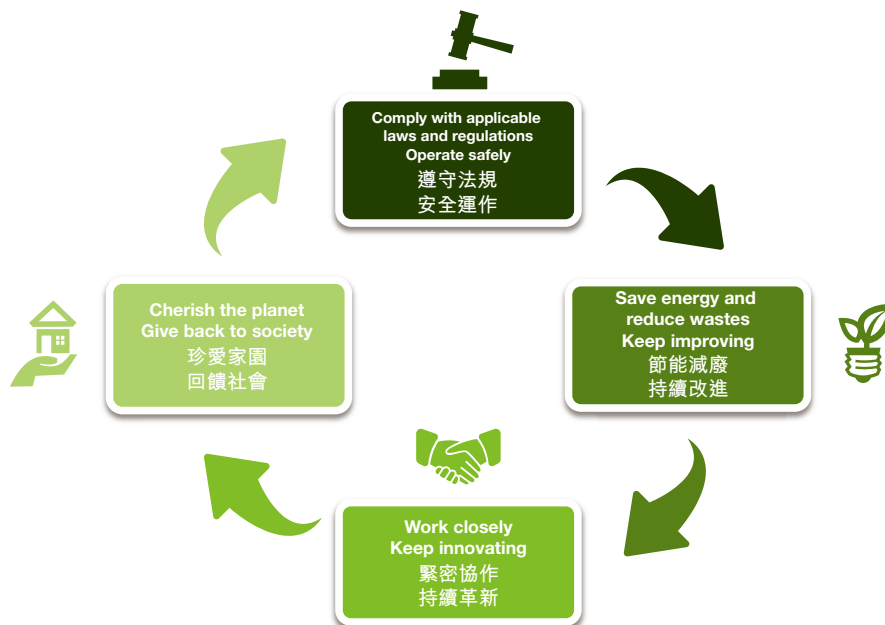 Comply with applicable
laws and regulations
Operate safely
遵守法規
安全運作
Save energy and
reduce wastes
Keep improving
節能減廢
持續改進
Work closely
Keep innovating
緊密協作
持續革新
Cherish the planet
Give back to society
珍愛家園
回饋社會